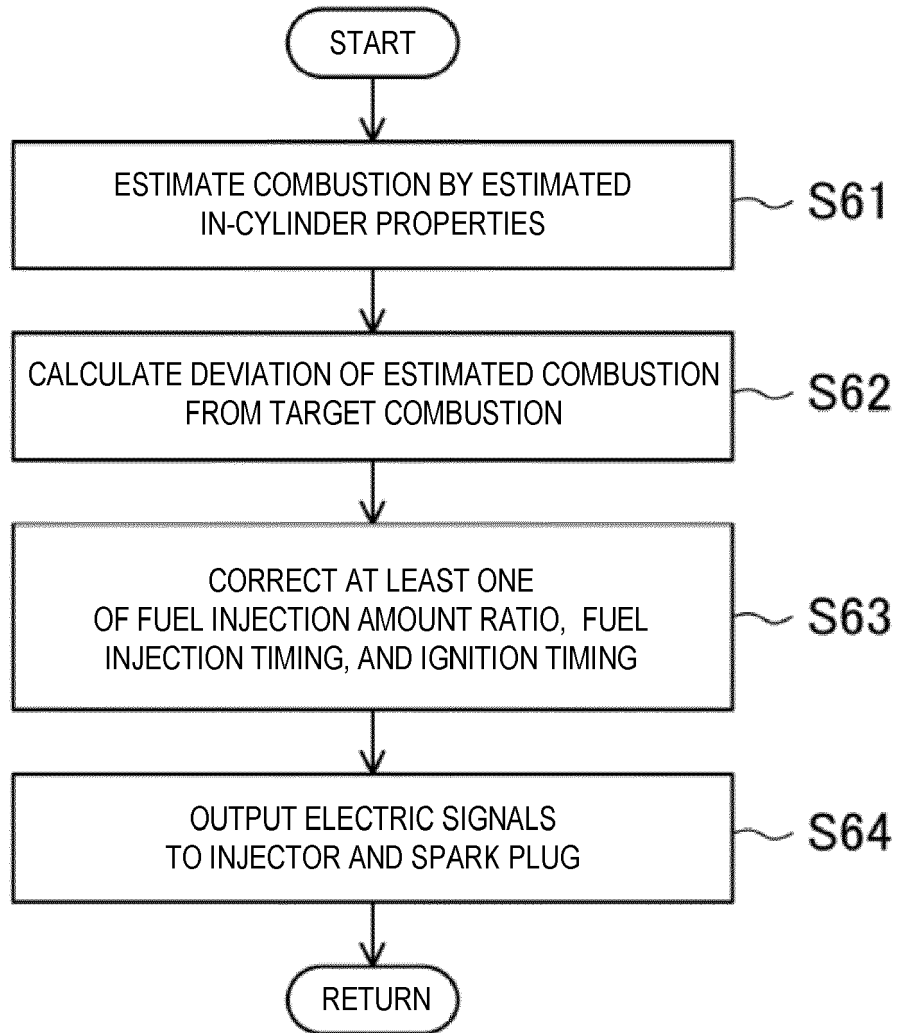 START
ESTIMATE COMBUSTION BY ESTIMATED
IN-CYLINDER PROPERTIES
S61
CALCULATE DEVIATION OF ESTIMATED COMBUSTION
FROM TARGET COMBUSTION
S62
CORRECT AT LEAST ONE
OF FUEL INJECTION AMOUNT RATIO, FUEL
INJECTION TIMING, AND IGNITION TIMING
S63
OUTPUT ELECTRIC SIGNALS
TO INJECTOR AND SPARK PLUG
S64
RETURN